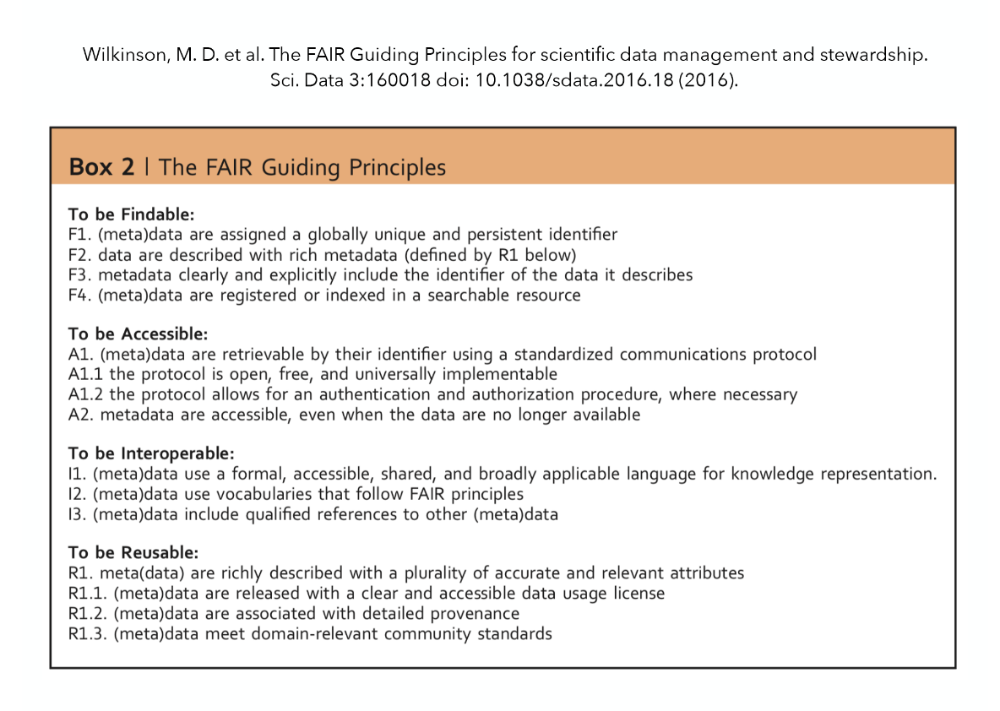 Wilkinson, M. D. et al. The FAIR Guiding Principles for scientific data management and stewardship.
Sci. Data 3:160018 doi: 10.1038/sdata.2016.18 (2016).
Box 2 | The FAIR Guiding Principles
To be Findable:
F1. (meta)data are assigned a globally unique and persistent identifier
F2. data are described with rich metadata (defined by R1 below)
F3. metadata clearly and explicitly include the identifier of the data it describes
F4. (meta)data are registered or indexed in a searchable resource
To be Accessible:
A1. (meta)data are retrievable by their identifier using a standardized communications protocol
A1.1 the protocol is open, free, and universally implementable
A1.2 the protocol allows for an authentication and authorization procedure, where necessary
A2. metadata are accessible, even when the data are no longer available
To be Interoperable:
I1. (meta)data use a formal, accessible, shared, and broadly applicable language for knowledge representation.
I2. (meta)data use vocabularies that follow FAIR principles
I3. (meta)data include qualified references to other (meta)data
To be Reusable:
R1. meta(data) are richly described with a plurality of accurate and relevant attributes
R1.1. (meta)data are released with a clear and accessible data usage license
R1.2. (meta)data are associated with detailed provenance
R1.3. (meta)data meet domain-relevant community standards